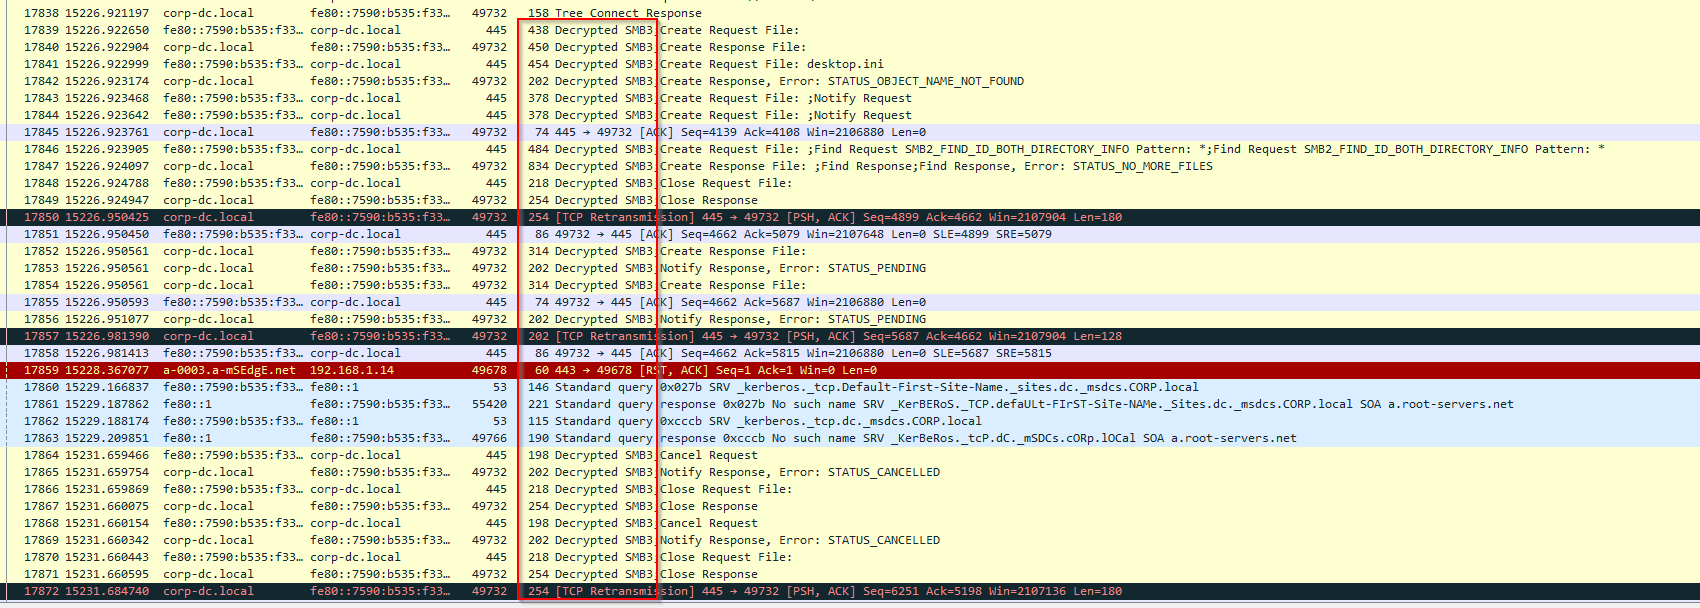 17838 15226.921197 corp-dc.local fe80::7590:b535:f33… 49732 158 Tree Connect Response
17839 15226.922650 fe80::7590:b535:f33… corp-dc.local 445 438 Decrypted SMB3;Create Request File:
17840 15226.922904 corp-dc.local fe80::7590:b535:f33… 49732 450 Decrypted SMB3;Create Response File:
17841 15226.922999 fe80::7590:b535:f33… corp-dc.local 445 454 Decrypted SMB3;Create Request File: desktop.ini
17842 15226.923174 corp-dc.local fe80::7590:b535:f33… 49732 202 Decrypted SMB3;Create Response, Error: STATUS_OBJECT_NAME_NOT_FOUND
17843 15226.923468 fe80::7590:b535:f33… corp-dc.local 445 378 Decrypted SMB3;Create Request File: ;Notify Request
17844 15226.923642 fe80::7590:b535:f33… corp-dc.local 445 378 Decrypted SMB3;Create Request File: ;Notify Request
17845 15226.923761 corp-dc.local fe80::7590:b535:f33… 49732 74 445 → 49732 [ACK] Seq=4139 Ack=4108 Win=2106880 Len=0
17846 15226.923905 fe80::7590:b535:f33… corp-dc.local 445 484 Decrypted SMB3;Create Request File: ;Find Request SMB2_FIND_ID_BOTH_DIRECTORY_INFO Pattern: *;Find Request SMB2_FIND_ID_BOTH_DIRECTORY_INFO Pattern: *
17847 15226.924097 corp-dc.local fe80::7590:b535:f33… 49732 834 Decrypted SMB3;Create Response File: ;Find Response;Find Response, Error: STATUS_NO_MORE_FILES
17848 15226.924788 fe80::7590:b535:f33… corp-dc.local 445 218 Decrypted SMB3;Close Request File:
17849 15226.924947 corp-dc.local fe80::7590:b535:f33… 49732 254 Decrypted SMB3;Close Response
17850 15226.950425 corp-dc.local fe80::7590:b535:f33… 49732 254 [TCP Retransmission] 445 → 49732 [PSH, ACK] Seq=4899 Ack=4662 Win=2107904 Len=180
17851 15226.950450 fe80::7590:b535:f33… corp-dc.local 445 86 49732 → 445 [ACK] Seq=4662 Ack=5079 Win=2107648 Len=0 SLE=4899 SRE=5079
17852 15226.950561 corp-dc.local fe80::7590:b535:f33… 49732 314 Decrypted SMB3;Create Response File:
17853 15226.950561 corp-dc.local fe80::7590:b535:f33… 49732 202 Decrypted SMB3;Notify Response, Error: STATUS_PENDING
17854 15226.950561 corp-dc.local fe80::7590:b535:f33… 49732 314 Decrypted SMB3;Create Response File:
17855 15226.950593 fe80::7590:b535:f33… corp-dc.local 445 74 49732 → 445 [ACK] Seq=4662 Ack=5687 Win=2106880 Len=0
17856 15226.951077 corp-dc.local fe80::7590:b535:f33… 49732 202 Decrypted SMB3;Notify Response, Error: STATUS_PENDING
17857 15226.981390 corp-dc.local fe80::7590:b535:f33… 49732 202 [TCP Retransmission] 445 → 49732 [PSH, ACK] Seq=5687 Ack=4662 Win=2107904 Len=128
17858 15226.981413 fe80::7590:b535:f33… corp-dc.local 445 86 49732 → 445 [ACK] Seq=4662 Ack=5815 Win=2106880 Len=0 SLE=5687 SRE=5815
17859 15228.367077 a-0003.a-mSEdgE.net 192.168.1.14 49678 60 443 → 49678 [RST, ACK] Seq=1 Ack=1 Win=0 Len=0
17860 15229.166837 fe80::7590:b535:f33… fe80::1 53 146 Standard query 0x027b SRV _kerberos._tcp.Default-First-Site-Name._sites.dc._msdcs.CORP.local
17861 15229.187862 fe80::1 fe80::7590:b535:f33… 55420 221 Standard query response 0x027b No such name SRV _KerBERoS._TCP.defaULt-FIrST-SiTe-NAMe._Sites.dc._msdcs.CORP.local SOA a.root-servers.net
17862 15229.188174 fe80::7590:b535:f33… fe80::1 53 115 Standard query 0xcccb SRV _kerberos._tcp.dc._msdcs.CORP.local
17863 15229.209851 fe80::1 fe80::7590:b535:f33… 49766 190 Standard query response 0xcccb No such name SRV _KerBeRos._tcP.dC._mSDCs.cORp.lOCal SOA a.root-servers.net
17864 15231.659466 fe80::7590:b535:f33… corp-dc.local 445 198 Decrypted SMB3;Cancel Request
17865 15231.659754 corp-dc.local fe80::7590:b535:f33… 49732 202 Decrypted SMB3;Notify Response, Error: STATUS_CANCELLED
17866 15231.659869 fe80::7590:b535:f33… corp-dc.local 445 218 Decrypted SMB3;Close Request File:
17867 15231.660075 corp-dc.local fe80::7590:b535:f33… 49732 254 Decrypted SMB3;Close Response
17868 15231.660154 fe80::7590:b535:f33… corp-dc.local 445 198 Decrypted SMB3;Cancel Request
17869 15231.660342 corp-dc.local fe80::7590:b535:f33… 49732 202 Decrypted SMB3;Notify Response, Error: STATUS_CANCELLED
17870 15231.660443 fe80::7590:b535:f33… corp-dc.local 445 218 Decrypted SMB3;Close Request File:
17871 15231.660595 corp-dc.local fe80::7590:b535:f33… 49732 254 Decrypted SMB3;Close Response
17872 15231.684740 corp-dc.local fe80::7590:b535:f33… 49732 254 [TCP Retransmission] 445 → 49732 [PSH, ACK] Seq=6251 Ack=5198 Win=2107136 Len=180